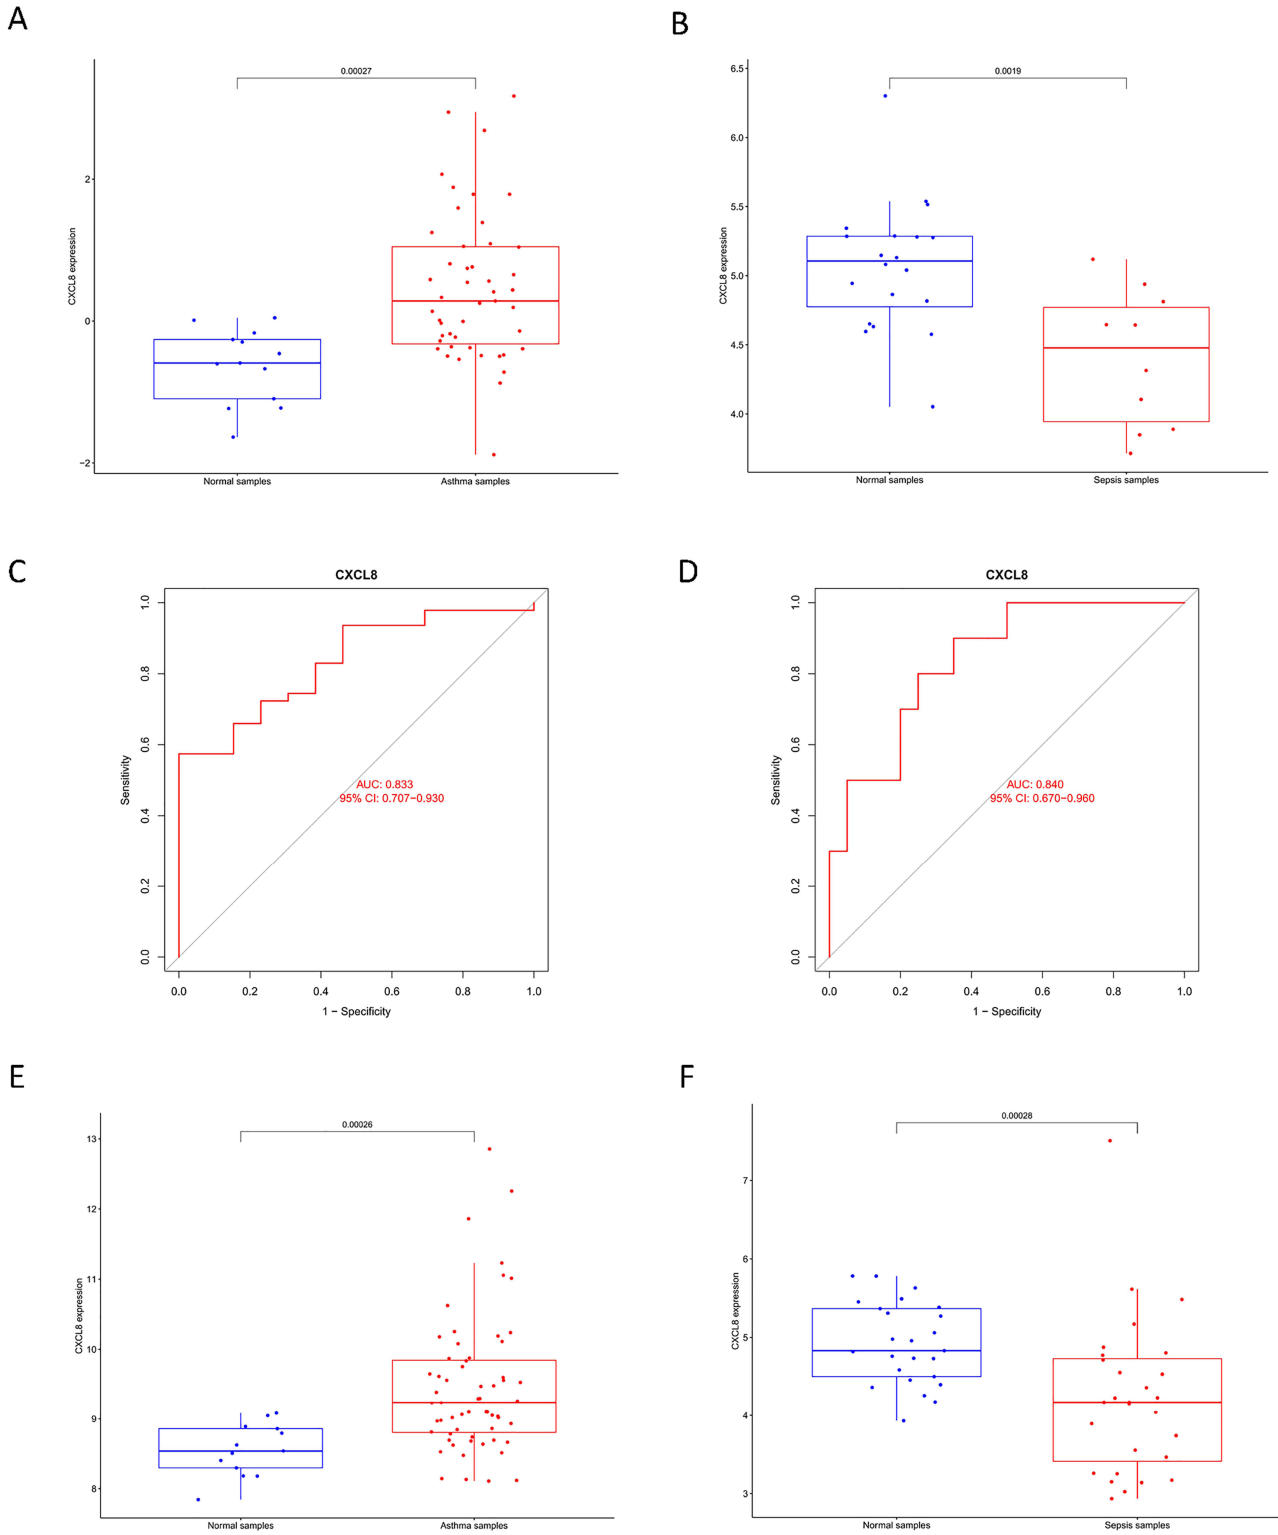 A
0.00027
CXCL8 expression
2
0
−2
Normal samples
Asthma samples
B
0.0019
CXCL8 expression
6.5
6.0
5.5
5.0
4.5
4.0
Normal samples
Sepsis samples
C
CXCL8
Sensitivity
1.0
0.8
0.6
0.4
0.2
0.0
AUC: 0.833
95% CI: 0.707−0.930
0.0 0.2 0.4 0.6 0.8 1.0
1 − Specificity
D
CXCL8
Sensitivity
1.0
0.8
0.6
0.4
0.2
0.0
AUC: 0.840
95% CI: 0.670−0.960
0.0 0.2 0.4 0.6 0.8 1.0
1 − Specificity
E
0.00026
CXCL8 expression
13
12
11
10
9
8
Normal samples
Asthma samples
F
0.00028
CXCL8 expression
7
6
5
4
3
Normal samples
Sepsis samples